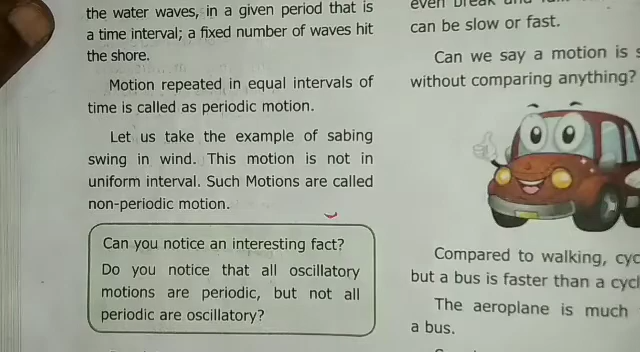 the water waves, in a given period that is
a time interval; a fixed number of waves hit
the shore.
Motion repeated in equal intervals of
time is called as periodic motion.
Let us take the example of sabing
swing in wind. This motion is not in
uniform interval. Such Motions are called
non-periodic motion.
Can you notice an interesting fact?
Do you notice that all oscillatory
motions are periodic, but not all
periodic are oscillatory?
can be slow or fast.
Can we say a motion is
without comparing anything?
Compared to walking,
but a bus is faster than a
The aeroplane is much
a bus.